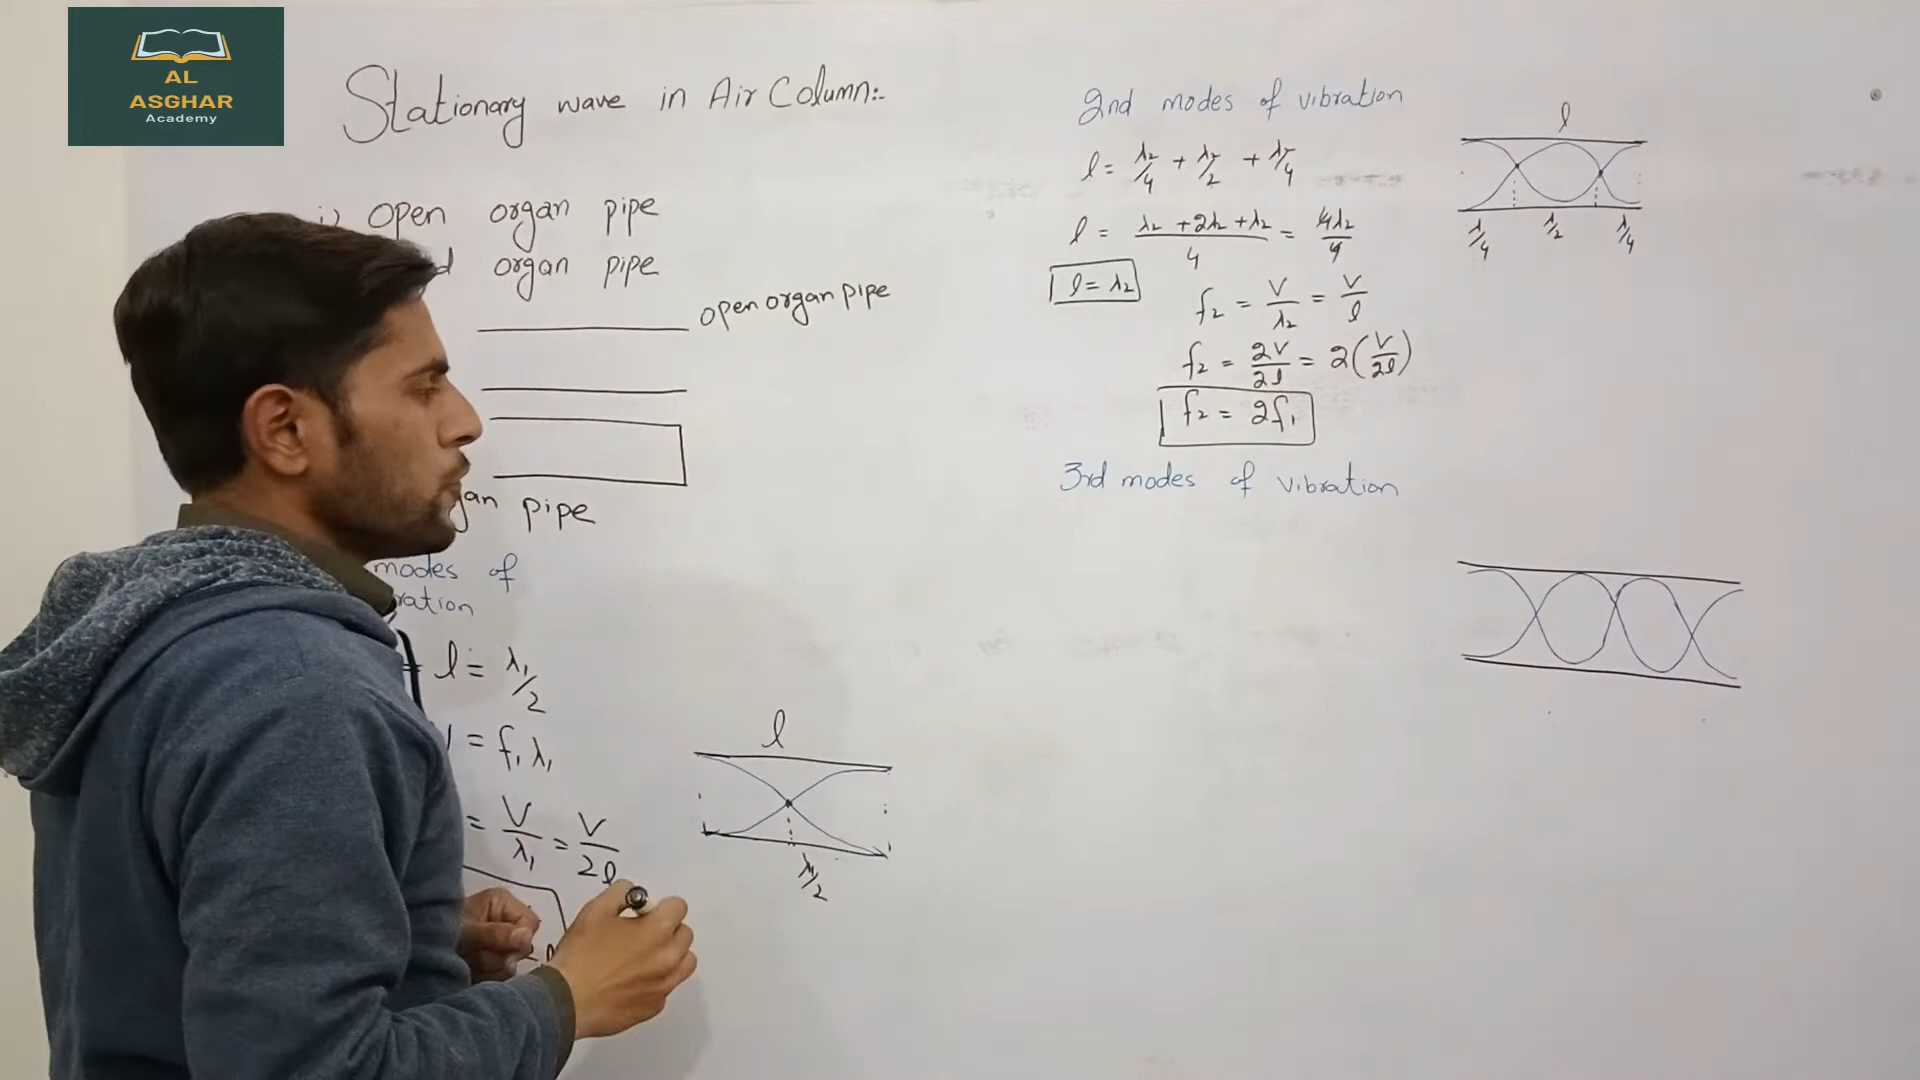 AL
ASGHAR
Academy
Stationary wave in Air Column:-
i) open organ pipe
organ pipe
open organ pipe
pipe
modes of
l = λ₁/2
= f₁ λ₁
= V/λ₁ = V/2l
l
λ₁/2
2nd modes of vibration
l = λ₂/4 + λ₂/2 + λ₂/4
l = λ₂ + 2λ₂ + λ₂/4 = 4λ₂/4
l = λ₂
f₂ = V/λ₂ = V/l
f₂ = 2V/2l = 2(V/2l)
f₂ = 2f₁
3rd modes of vibration
l
λ/4 λ/2 λ/4